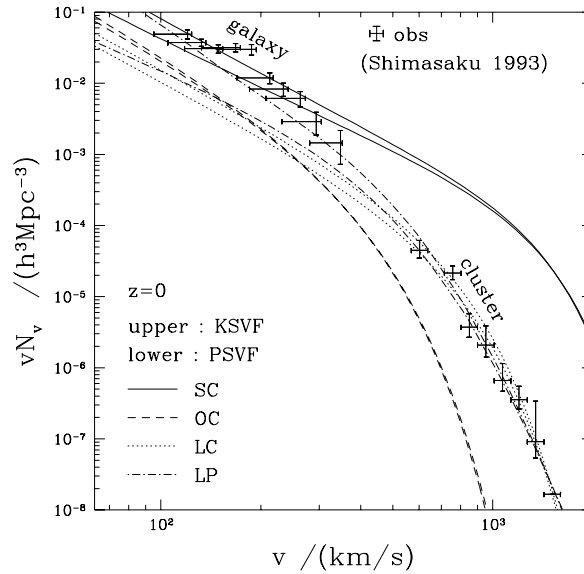 galaxy
obs
(Shimasaku 1993)
cluster
z=0
upper : KSVF
lower : PSVF
SC
OC
LC
LP
vNᵥ /(h³Mpc⁻³)
10⁻¹
10⁻²
10⁻³
10⁻⁴
10⁻⁵
10⁻⁶
10⁻⁷
10⁻⁸
10²
10³
v /(km/s)